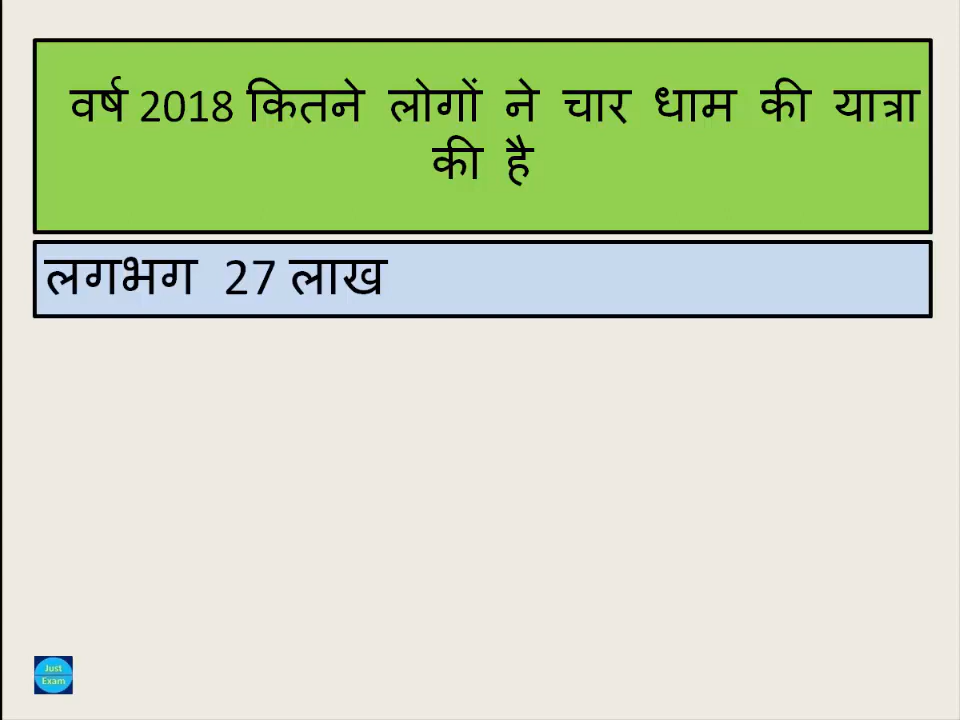 वर्ष 2018 कितने लोगों ने चार धाम की यात्रा
की है
लगभग 27 लाख
Just
Exam